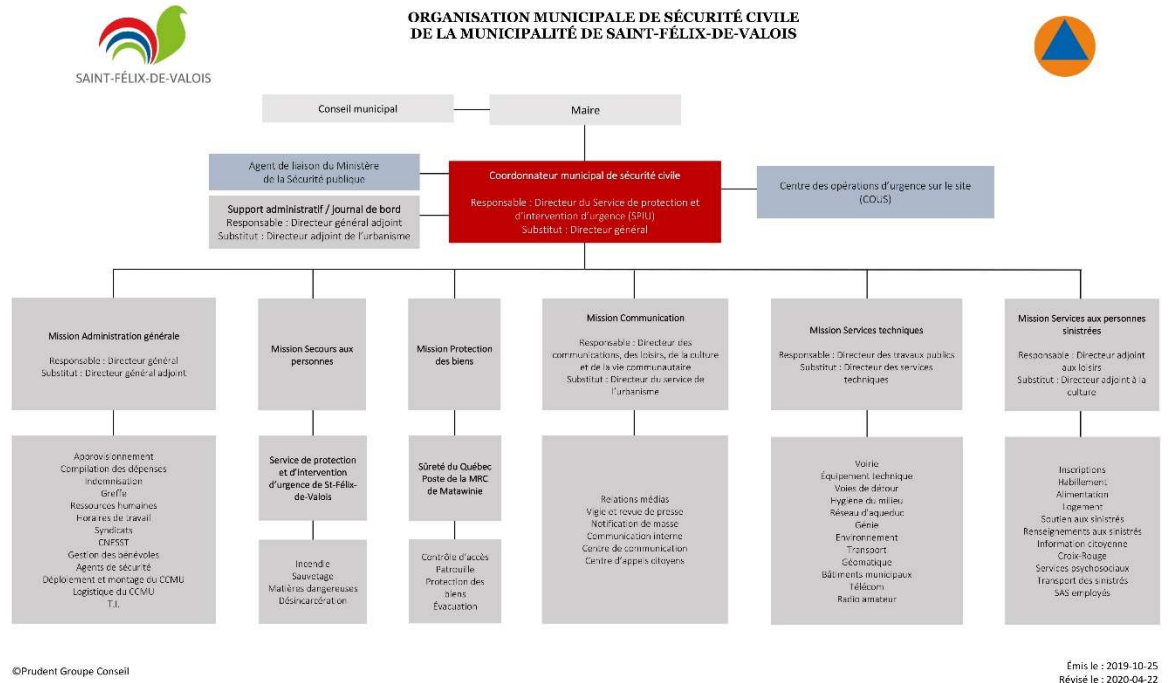 ORGANISATION MUNICIPALE DE SÉCURITÉ CIVILE
DE LA MUNICIPALITÉ DE SAINT-FÉLIX-DE-VALOIS
SAINT-FÉLIX-DE-VALOIS
Conseil municipal
Maire
Agent de liaison du Ministère
de la Sécurité publique
Support administratif / journal de bord
Responsable : Directeur général adjoint
Substitut : Directeur adjoint de l'urbanisme
Coordonnateur municipal de sécurité civile
Responsable : Directeur du Service de protection et
d'intervention d'urgence (SPIU)
Substitut : Directeur général
Centre des opérations d'urgence sur le site
(COUS)
Mission Administration générale
Responsable : Directeur général
Substitut : Directeur général adjoint
Mission Secours aux
personnes
Mission Protection
des biens
Mission Communication
Responsable : Directeur des
communications, des loisirs, de la culture
et de la vie communautaire
Substitut : Directeur du service de
l'urbanisme
Mission Services techniques
Responsable : Directeur des travaux publics
Substitut : Directeur des services
techniques
Mission Services aux personnes
sinistrées
Responsable : Directeur adjoint
aux loisirs
Substitut : Directeur adjoint à la
culture
Approvisionnement
Compilation des dépenses
Indemnisation
Greffe
Ressources humaines
Horaires de travail
Syndicats
CNESST
Gestion des bénévoles
Agents de sécurité
Déploiement et montage du CCMU
Logistique du CCMU
T.I.
Service de protection
et d'intervention
d'urgence de St-Félix-
de-Valois
Incendie
Sauvetage
Matières dangereuses
Désincarcération
Sûreté du Québec
Poste de la MRC
de Matawinie
Contrôle d'accès
Patrouille
Protection des
biens
Évacuation
Relations médias
Vigie et revue de presse
Notification de masse
Communication interne
Centre de communication
Centre d'appels citoyens
Voirie
Équipement technique
Voies de détour
Hygiène du milieu
Réseau d'aqueduc
Génie
Environnement
Transport
Géomatique
Bâtiments municipaux
Télécom
Radio amateur
Inscriptions
Habillement
Alimentation
Logement
Soutien aux sinistrés
Renseignements aux sinistrés
Information citoyenne
Croix-Rouge
Services psychosociaux
Transport des sinistrés
SAS employés
©Prudent Groupe Conseil
Émis le : 2019-10-25
Révisé le : 2020-04-22